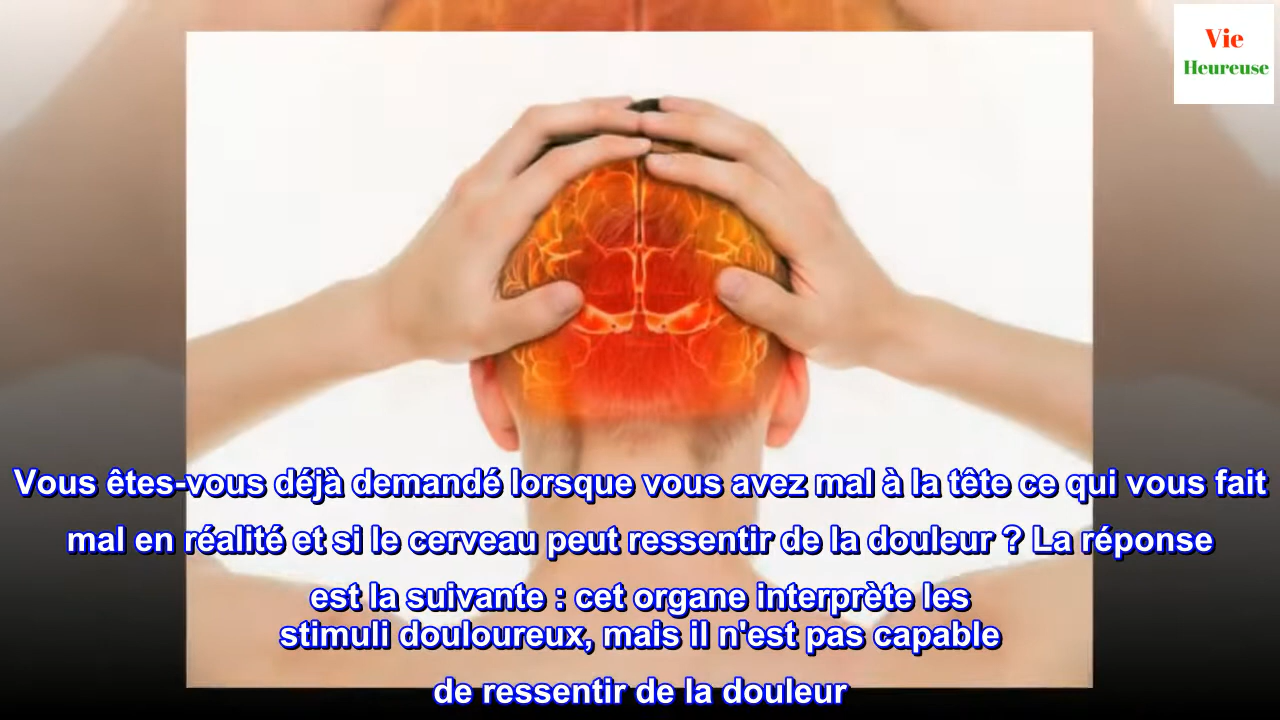 Vie
Heureuse
Vous êtes-vous déjà demandé lorsque vous avez mal à la tête ce qui vous fait
mal en réalité et si le cerveau peut ressentir de la douleur ? La réponse
est la suivante : cet organe interprète les
stimuli douloureux, mais il n'est pas capable
de ressentir de la douleur